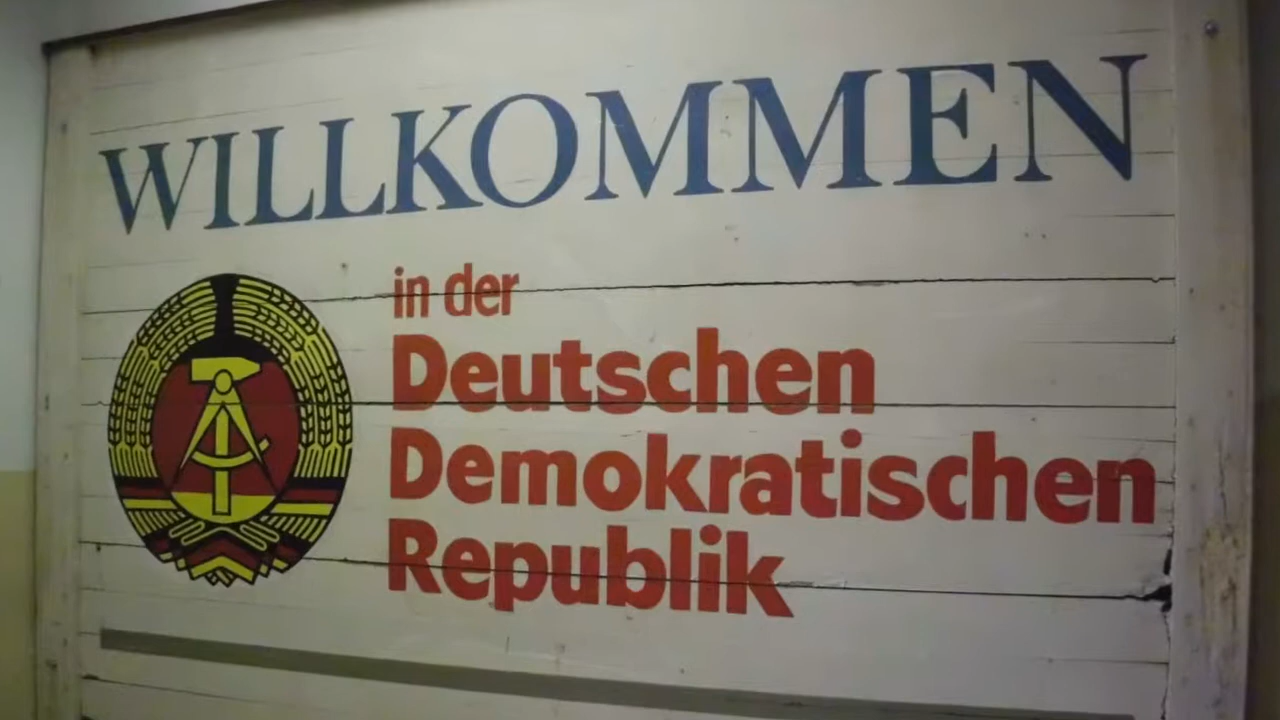 WILLKOMMEN
in der
Deutschen
Demokratischen
Republik